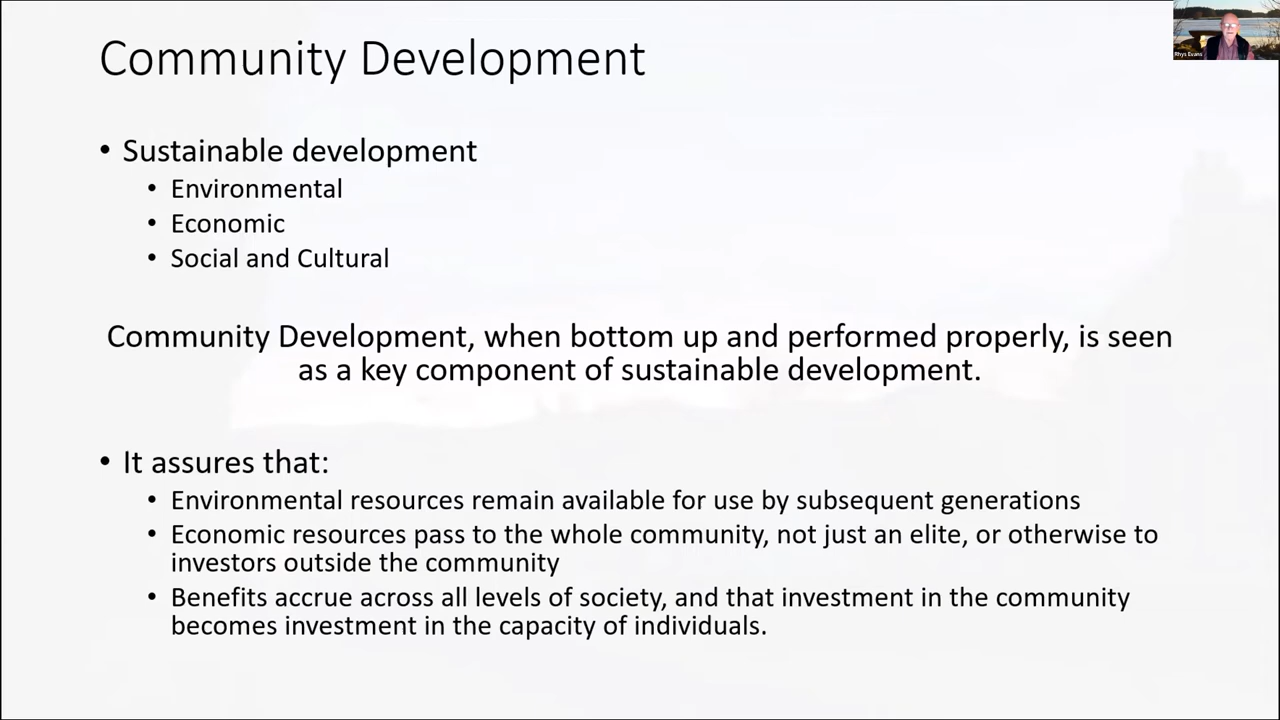 Community Development
Rhys Evans
• Sustainable development
• Environmental
• Economic
• Social and Cultural
Community Development, when bottom up and performed properly, is seen
as a key component of sustainable development.
• It assures that:
• Environmental resources remain available for use by subsequent generations
• Economic resources pass to the whole community, not just an elite, or otherwise to
investors outside the community
• Benefits accrue across all levels of society, and that investment in the community
becomes investment in the capacity of individuals.